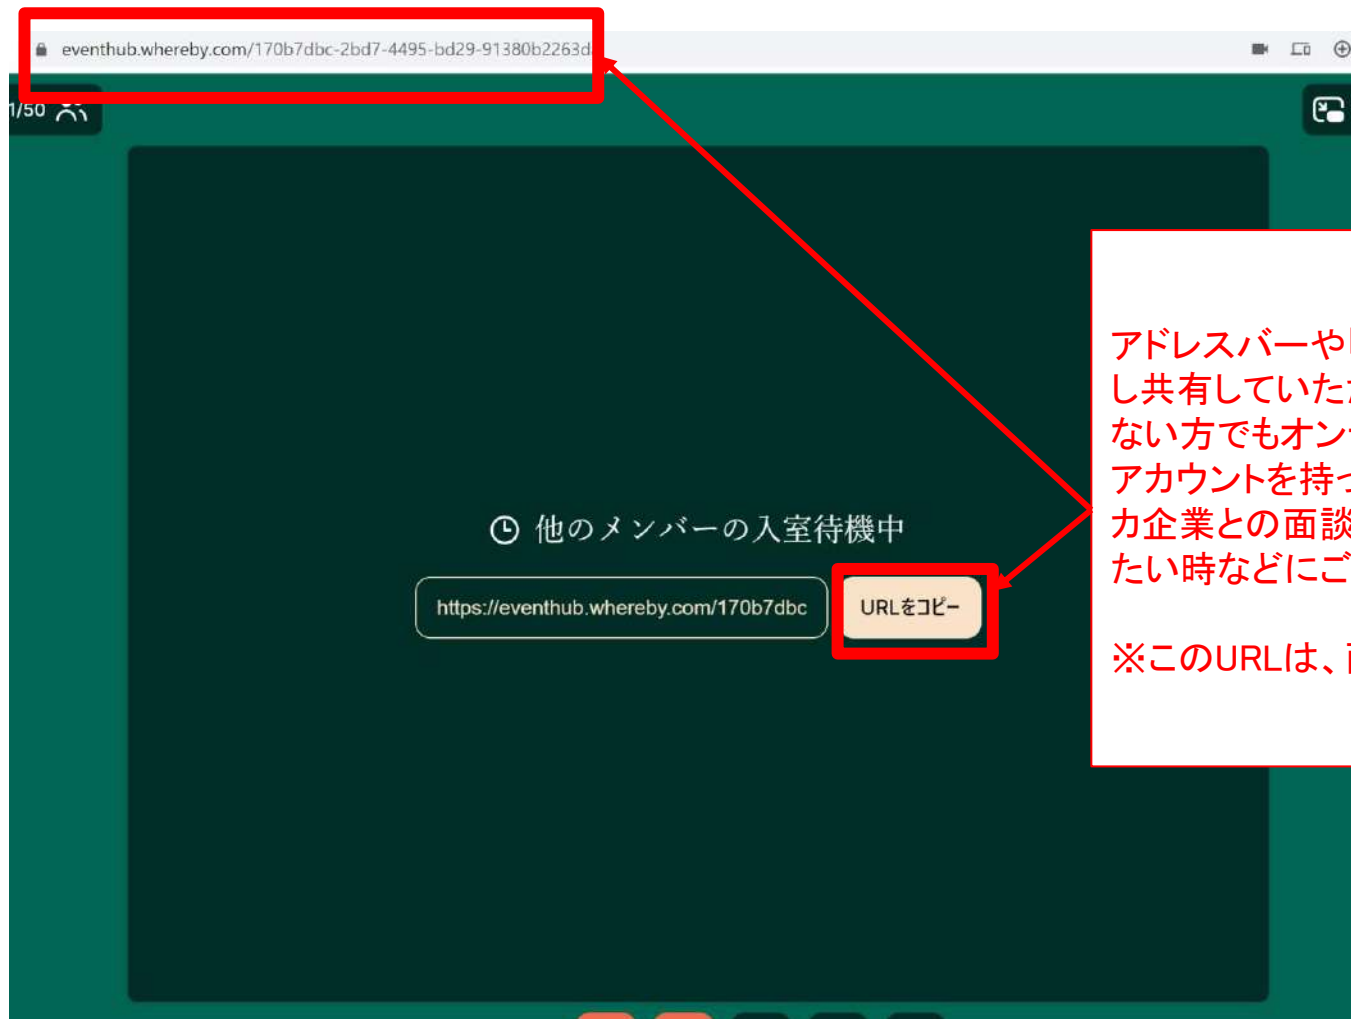 eventhub.whereby.com/170b7dbc-2bd7-4495-bd29-91380b2263d
1/50
アドレスバーや
し共有していた
ない方でもオン
アカウントを持っ
カ企業との面談
たい時などにご
※このURLは、
他のメンバーの入室待機中
https://eventhub.whereby.com/170b7dbc
URLをコピー